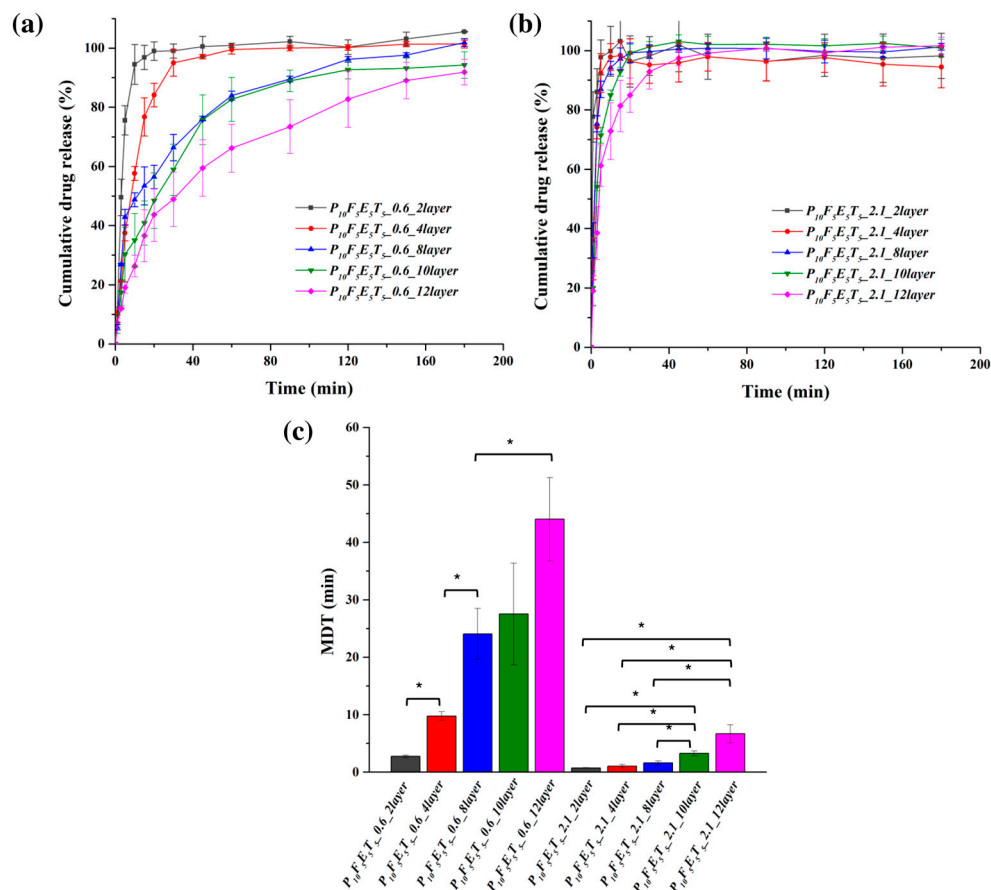 (a)
Cumulative drug release (%)
100
80
60
40
20
0
P10F5E5T5_0.6_2layer
P10F5E5T5_0.6_4layer
P10F5E5T5_0.6_8layer
P10F5E5T5_0.6_10layer
P10F5E5T5_0.6_12layer
0 40 80 120 160 200
Time (min)
(b)
Cumulative drug release (%)
100
80
60
40
20
0
P10F5E5T5_2.1_2layer
P10F5E5T5_2.1_4layer
P10F5E5T5_2.1_8layer
P10F5E5T5_2.1_10layer
P10F5E5T5_2.1_12layer
0 40 80 120 160 200
Time (min)
(c)
MDT (min)
60
50
40
30
20
10
0
*
*
*
*
*
*
*
*
*
P10F5E5T5_0.6_2layer
P10F5E5T5_0.6_4layer
P10F5E5T5_0.6_8layer
P10F5E5T5_0.6_10layer
P10F5E5T5_0.6_12layer
P10F5E5T5_2.1_2layer
P10F5E5T5_2.1_4layer
P10F5E5T5_2.1_8layer
P10F5E5T5_2.1_10layer
P10F5E5T5_2.1_12layer